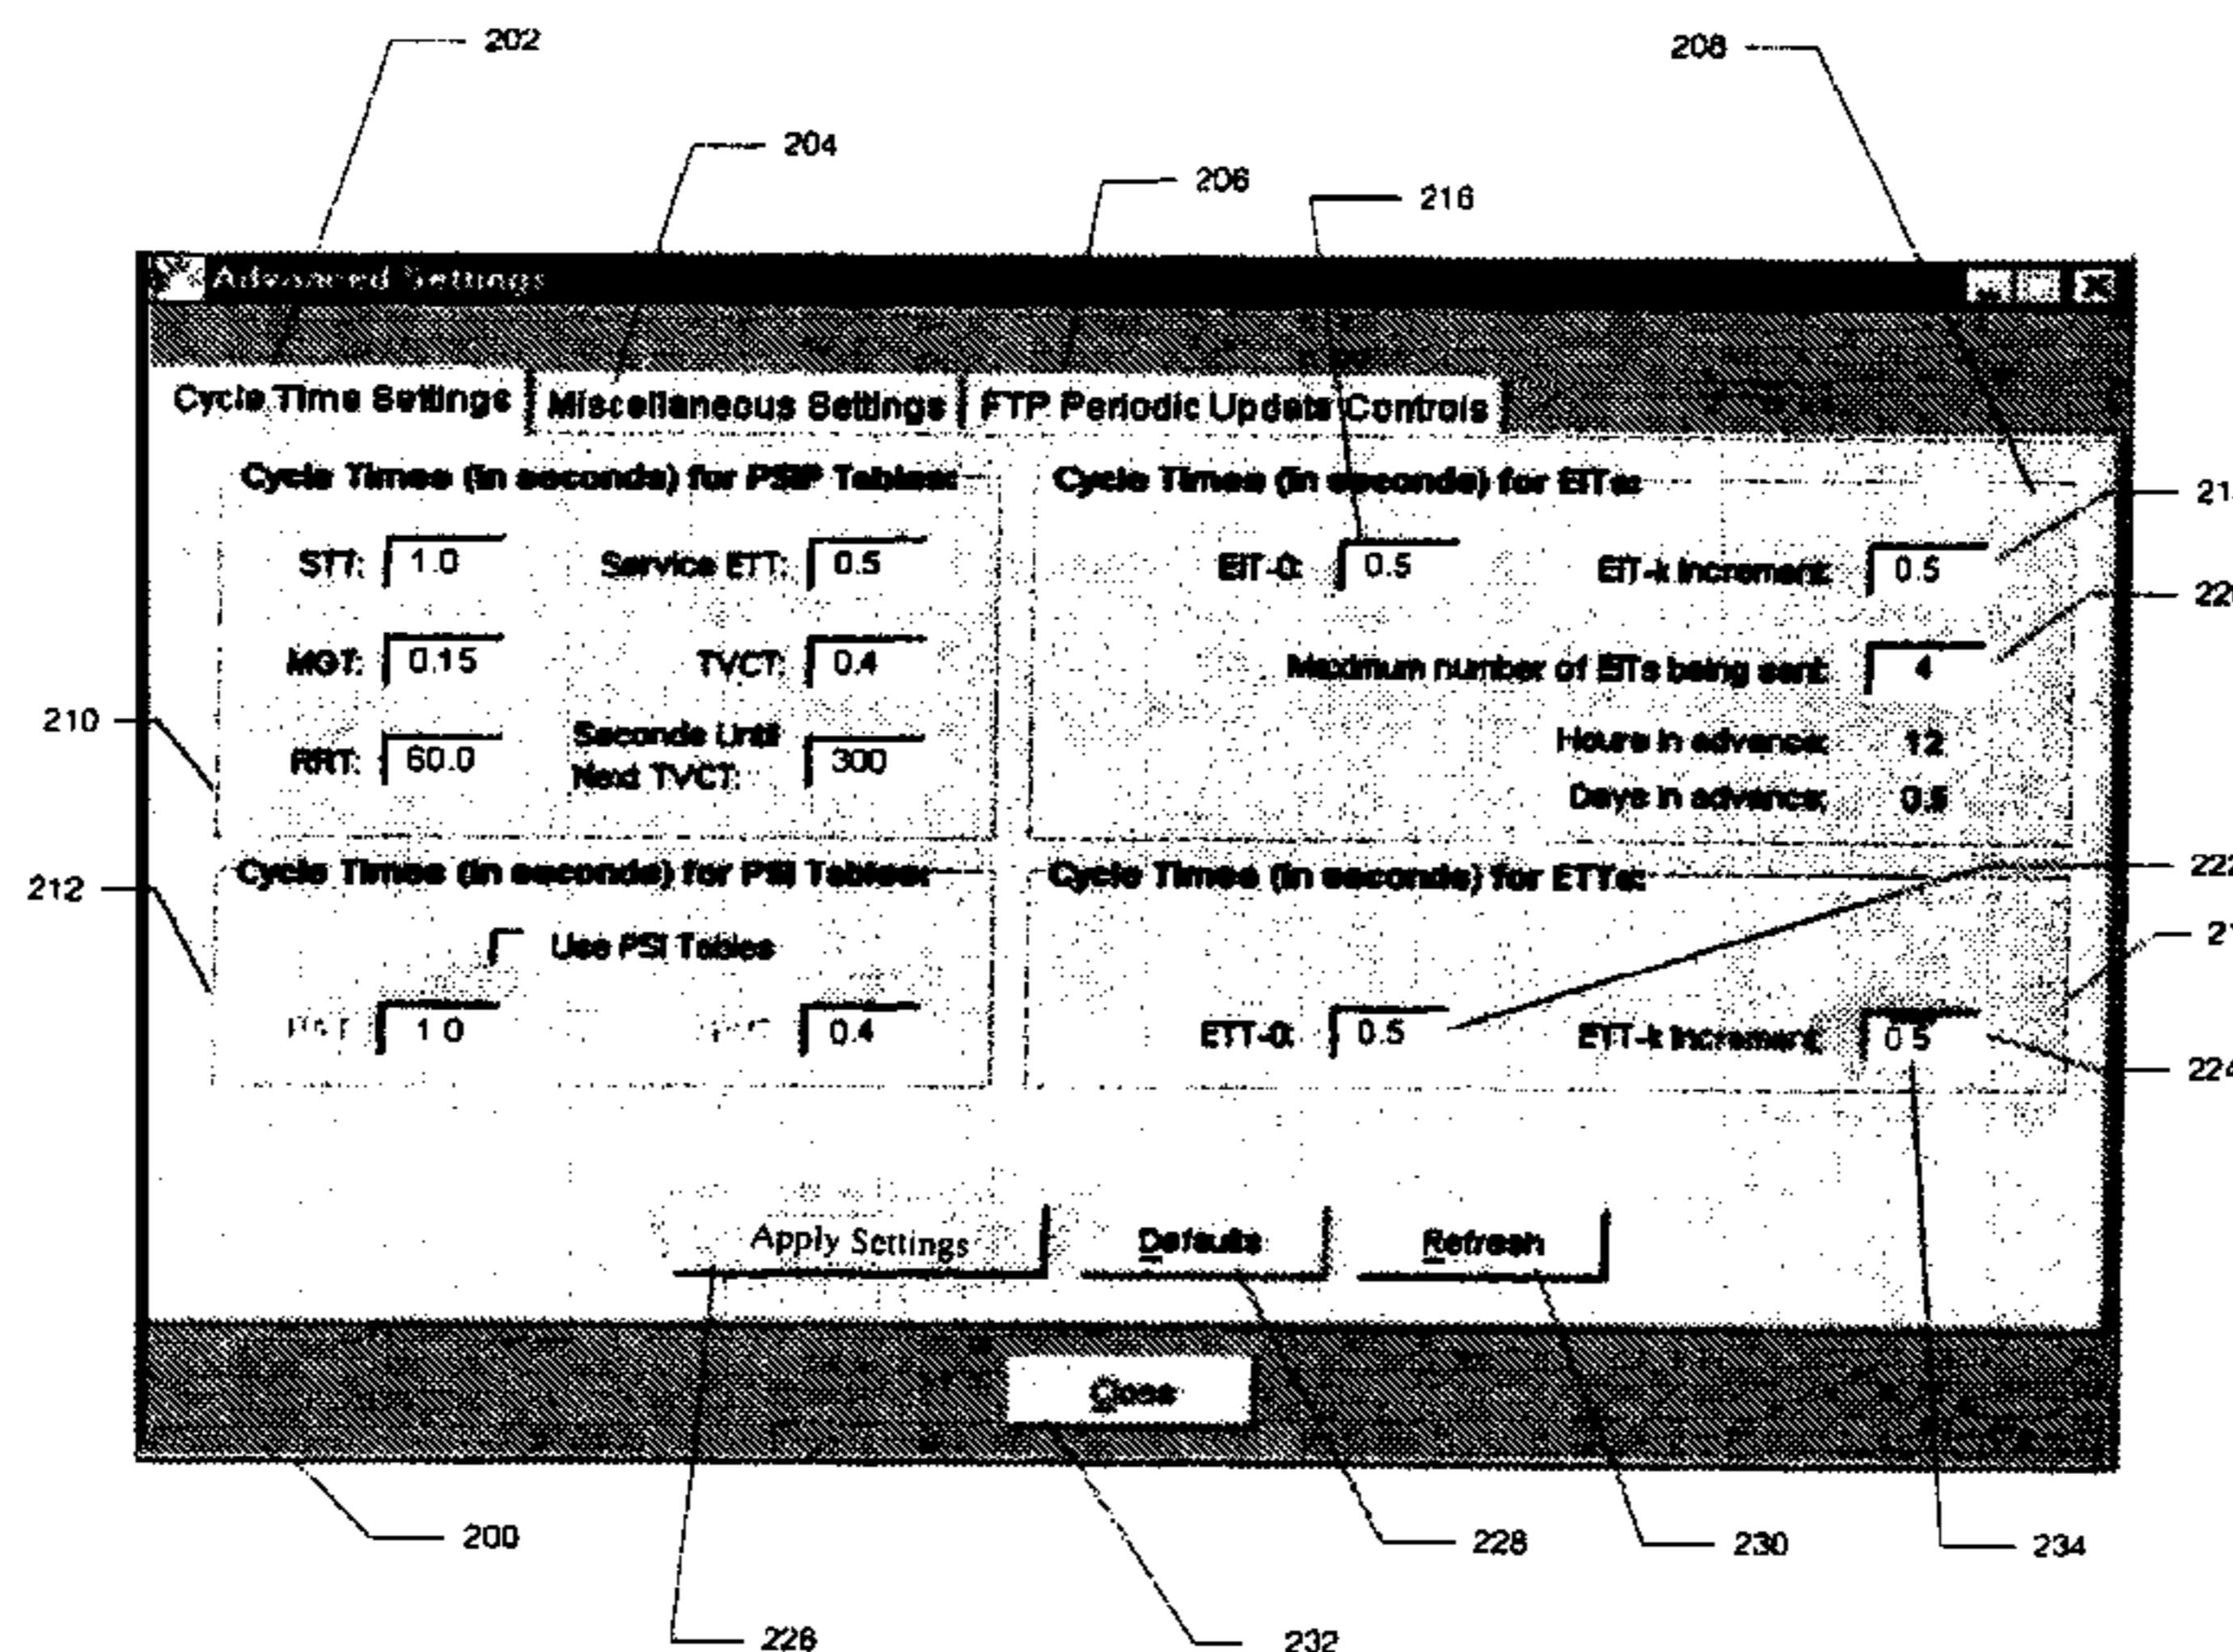 202
208
204
206
216
Advanced Settings
Cycle Time Settings
Miscellaneous Settings
FTP Periodic Update Controls
Cycle Times (in seconds) for PSIP Tables:
STT: 1.0
Service ETT: 0.5
MGT: 0.15
TVCT: 0.4
RRT: 60.0
Seconds Until
Next TVCT: 300
Cycle Times (in seconds) for EITs:
EIT-0: 0.5
EIT-k Increment: 0.5
Maximum number of EITs being sent: 4
Hours in advance: 12
Days in advance: 0.5
210
212
222
224
Cycle Times (in seconds) for PSI Tables:
Use PSI Tables
1.0
0.4
Cycle Times (in seconds) for ETTs:
ETT-0: 0.5
ETT-k Increment: 0.5
Apply Settings
Defaults
Refresh
Close
200
228
230
234
226
232